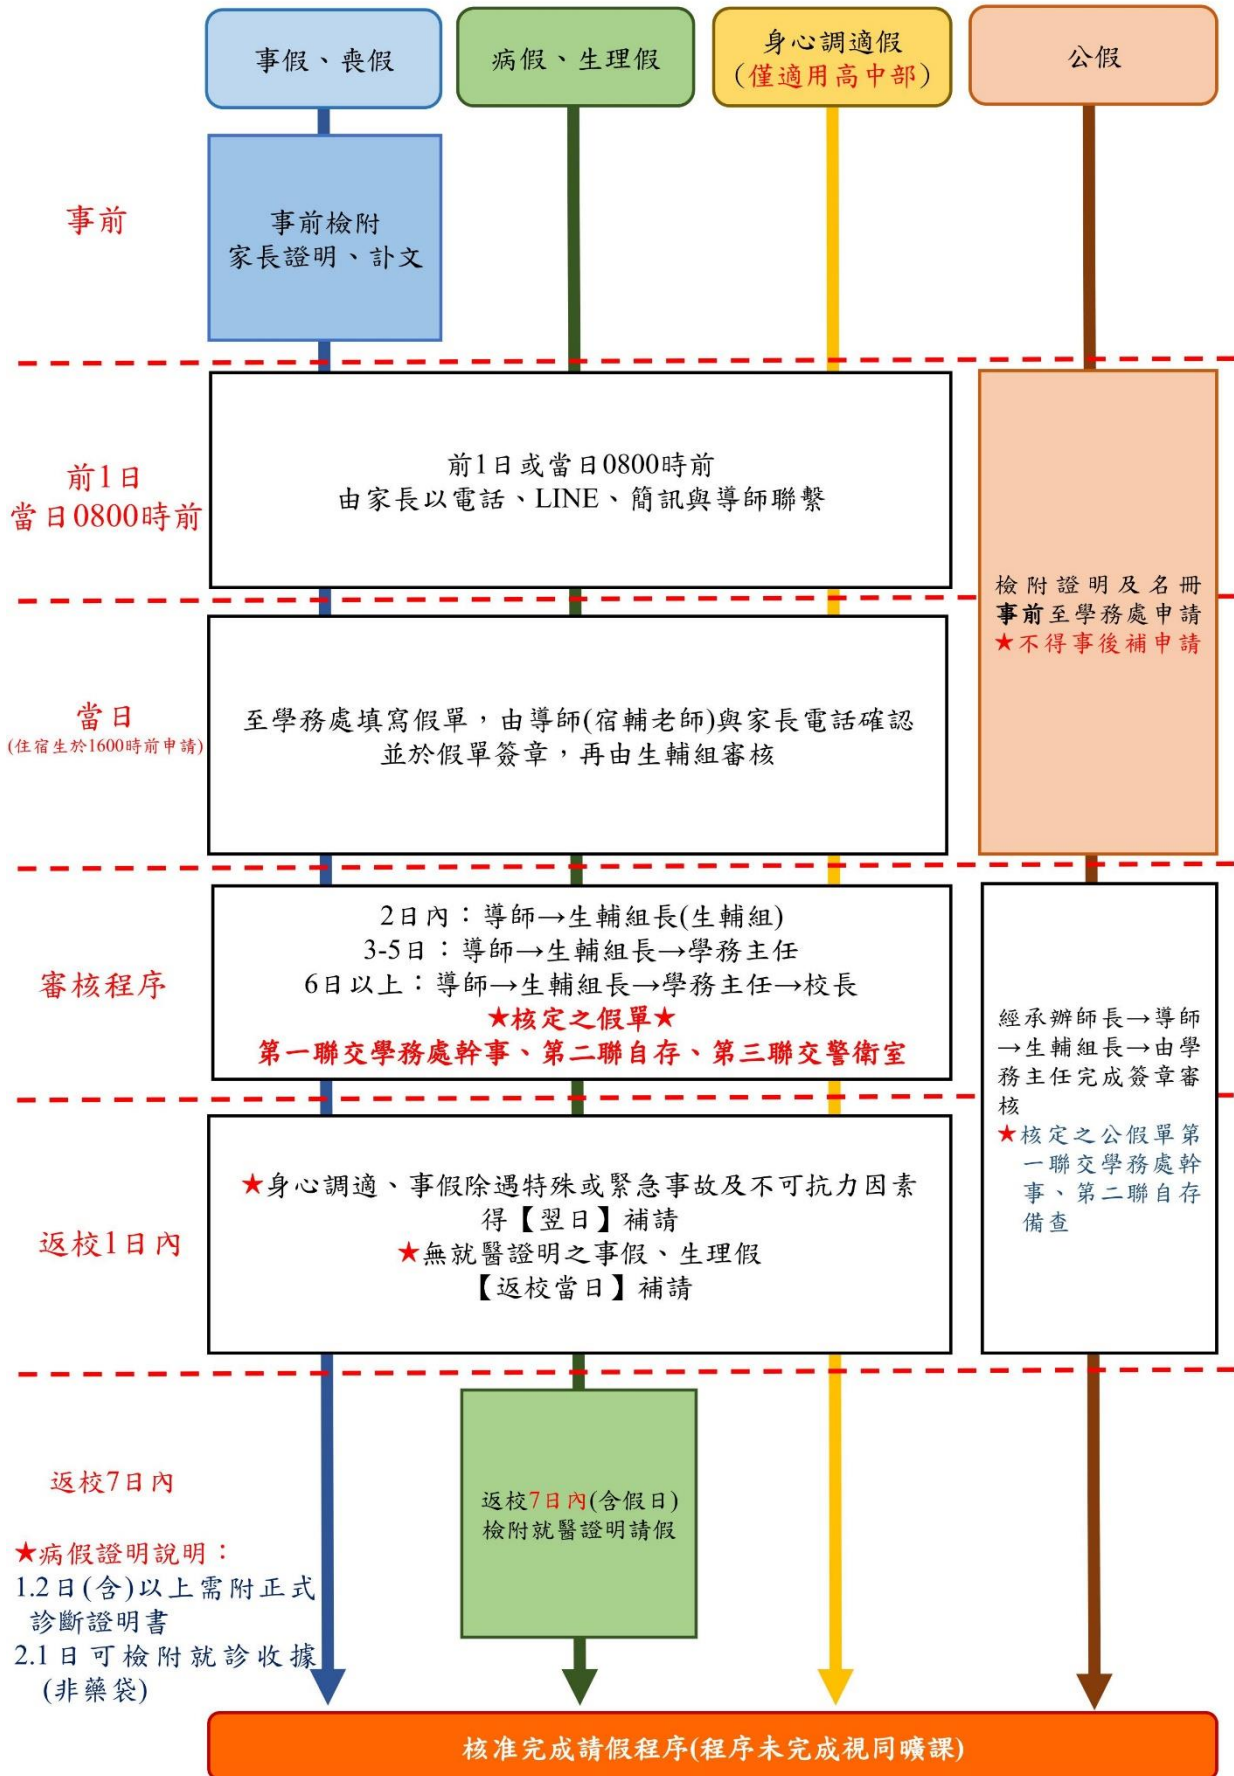 事假、喪假
病假、生理假
身心調適假
(僅適用高中部)
公假
事前
事前檢附
家長證明、訃文
前1日
當日0800時前
前1日或當日0800時前
由家長以電話、LINE、簡訊與導師聯繫
檢附證明及名冊
事前至學務處申請
★不得事後補申請
當日
(住宿生於1600時前申請)
至學務處填寫假單，由導師(宿輔老師)與家長電話確認
並於假單簽章，再由生輔組審核
審核程序
2日內：導師→生輔組長(生輔組)
3-5日：導師→生輔組長→學務主任
6日以上：導師→生輔組長→學務主任→校長
★核定之假單★
第一聯交學務處幹事、第二聯自存、第三聯交警衛室
經承辦師長→導師
→生輔組長→由學
務主任完成簽章審
核
★核定之公假單第
一聯交學務處幹
事、第二聯自存
備查
返校1日內
★身心調適、事假除遇特殊或緊急事故及不可抗力因素
得【翌日】補請
★無就醫證明之事假、生理假
【返校當日】補請
返校7日內
返校7日內(含假日)
檢附就醫證明請假
★病假證明說明：
1.2日(含)以上需附正式
診斷證明書
2.1日可檢附就診收據
(非藥袋)
核准完成請假程序(程序未完成視同曠課)